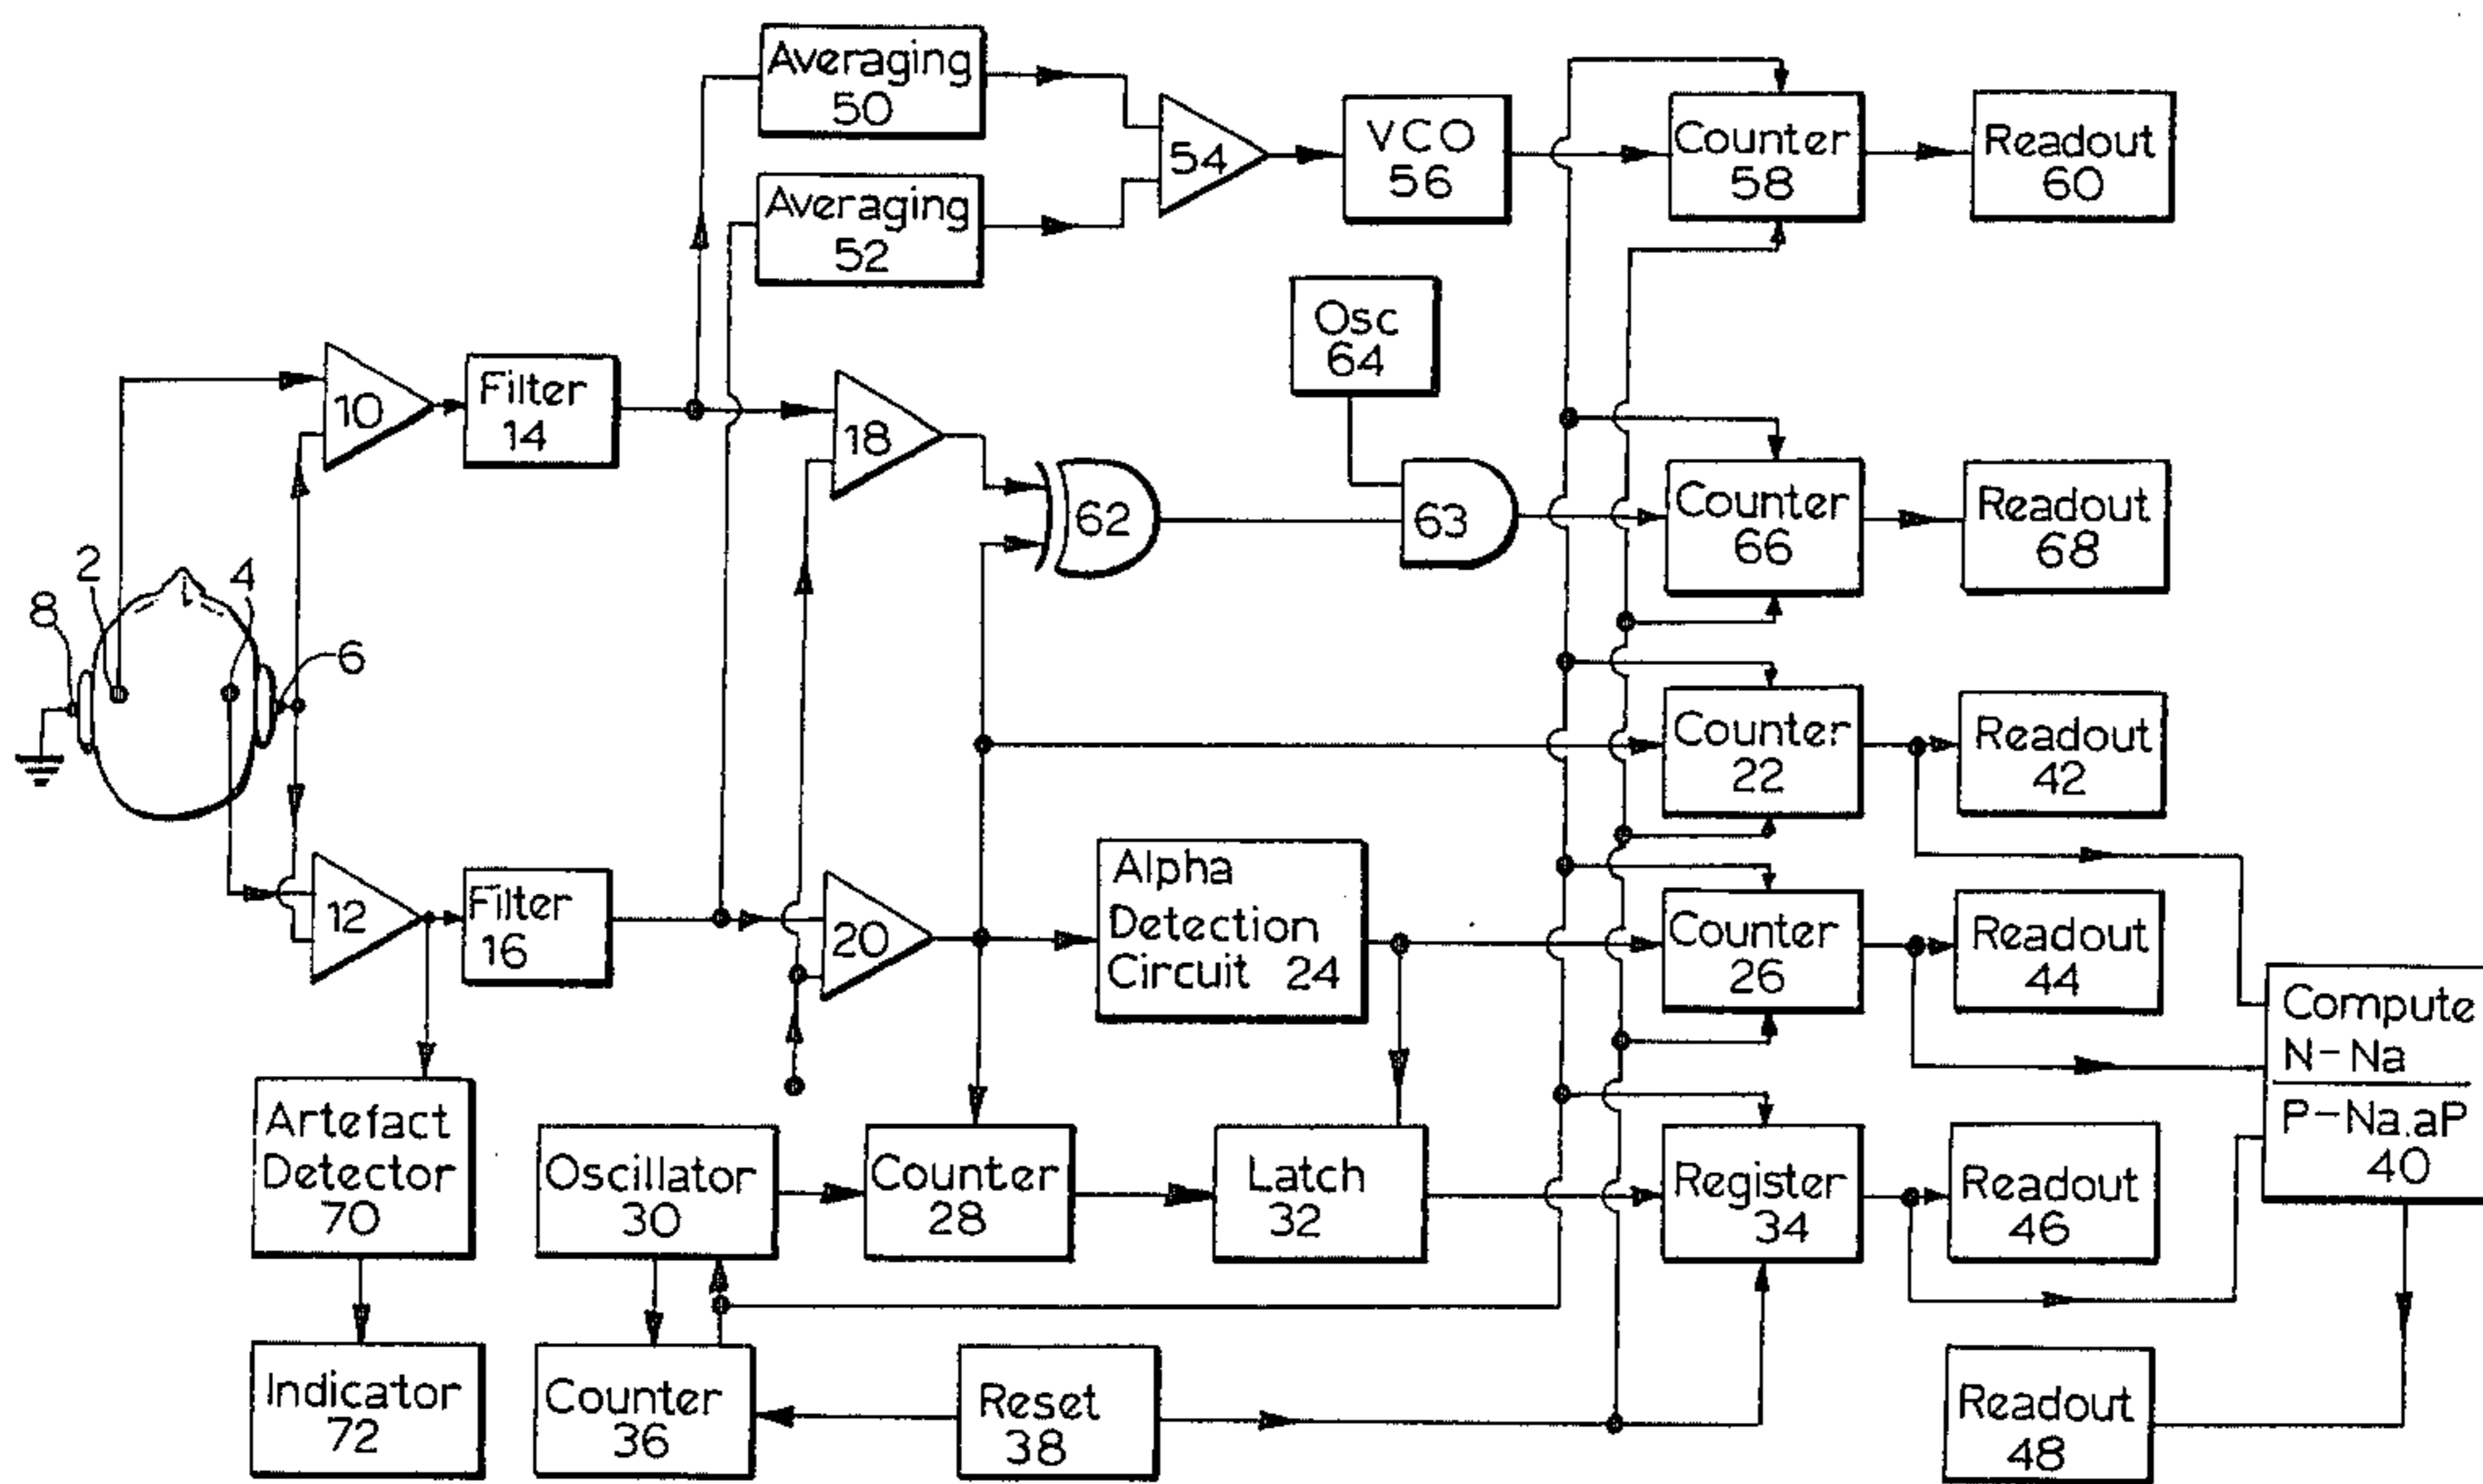 Averaging
50
Averaging
52
54
VCO
56
Counter
58
Readout
60
Osc
64
10
Filter
14
18
62
63
Counter
66
Readout
68
2
4
8
6
Counter
22
Readout
42
12
Filter
16
20
Alpha
Detection
Circuit 24
Counter
26
Readout
44
Compute
N-Na
P-Na.aP
40
Artefact
Detector
70
Oscillator
30
Counter
28
Latch
32
Register
34
Readout
46
Indicator
72
Counter
36
Reset
38
Readout
48